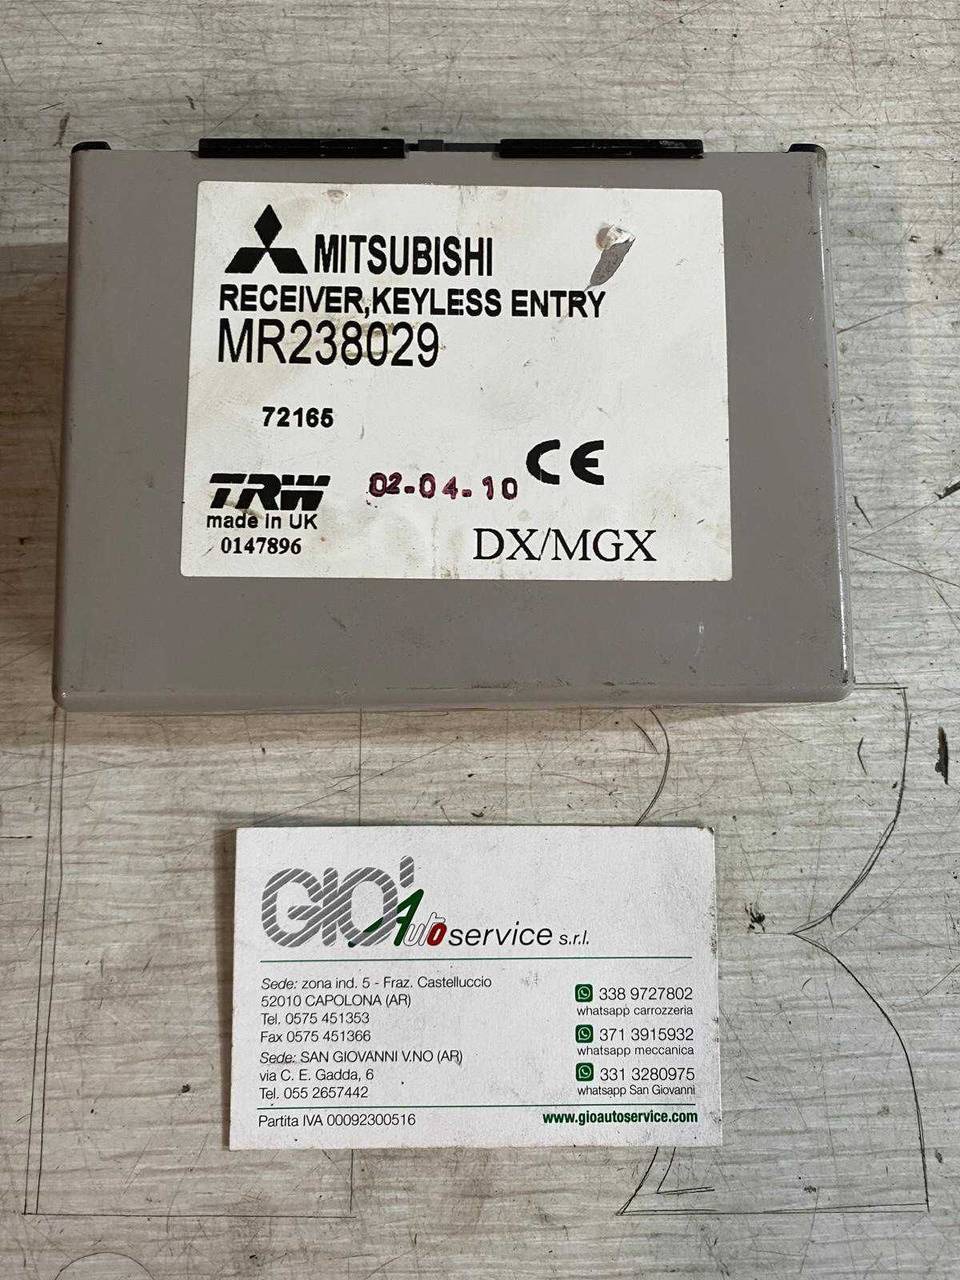 MITSUBISHI
RECEIVER,KEYLESS ENTRY
MR238029
72165
CE
TRW
02-04-10
made in UK
0147896
DX/MGX
GIO' Auto service s.r.l.
Sede: zona ind. 5 - Fraz. Castelluccio
52010 CAPOLONA (AR)
Tel. 0575 451353
Fax 0575 451366
Sede: SAN GIOVANNI V.NO (AR)
via C. E. Gadda, 6
Tel. 055 2657442
338 9727802
whatsapp carrozzeria
371 3915932
whatsapp meccanica
331 3280975
whatsapp San Giovanni
Partita IVA 00092300516
www.gioautoservice.com